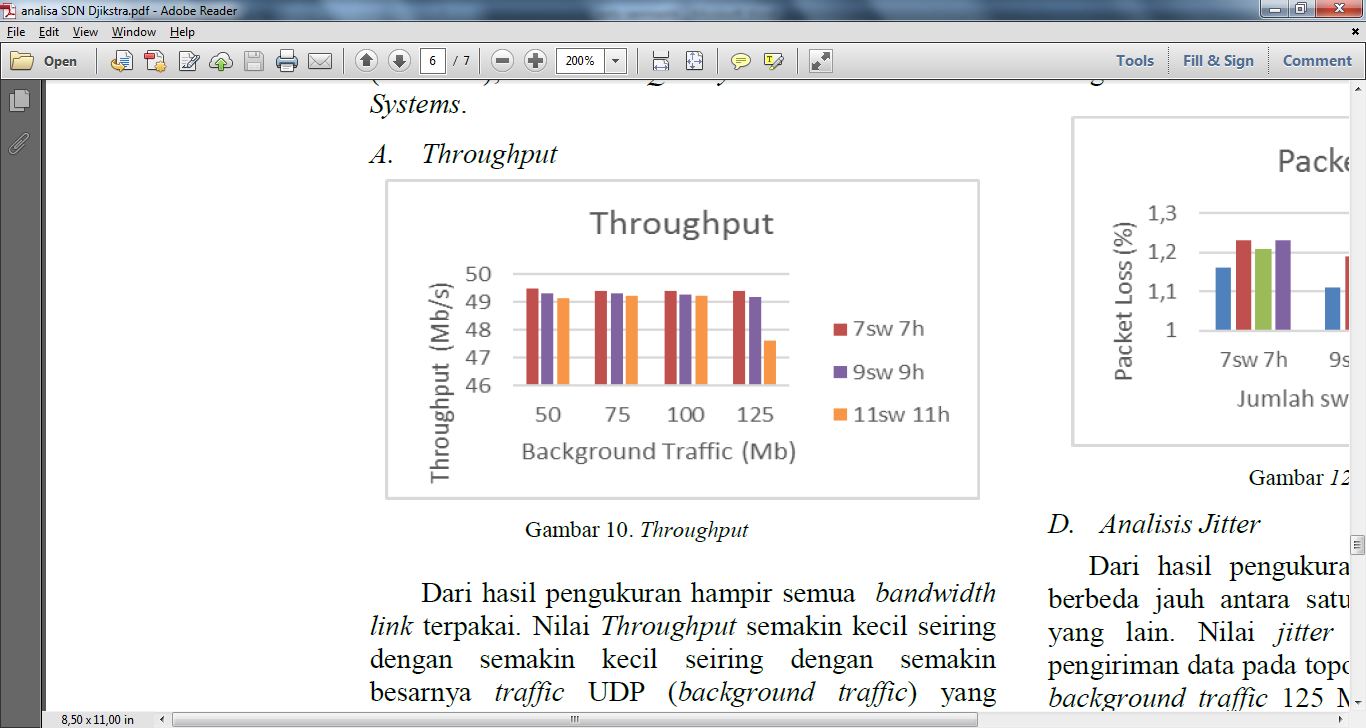 analisa SDN Djikstra.pdf - Adobe Reader
File Edit View Window Help
Open 6 / 7 200% Tools Fill & Sign Comment
Systems.
A. Throughput
Throughput
Throughput (Mb/s)
50
49
48
47
46
50 75 100 125
Background Traffic (Mb)
7sw 7h
9sw 9h
11sw 11h
Gambar 10. Throughput
Dari hasil pengukuran hampir semua bandwidth
link terpakai. Nilai Throughput semakin kecil seiring
dengan semakin kecil seiring dengan semakin
besarnya traffic UDP (background traffic) yang
Packe
Packet Loss (%)
1,3
1,2
1,1
1
7sw 7h 9s
Jumlah sw
Gambar 12
D. Analisis Jitter
Dari hasil pengukura
berbeda jauh antara satu
yang lain. Nilai jitter
pengiriman data pada topo
background traffic 125 M
8,50 x 11,00 in